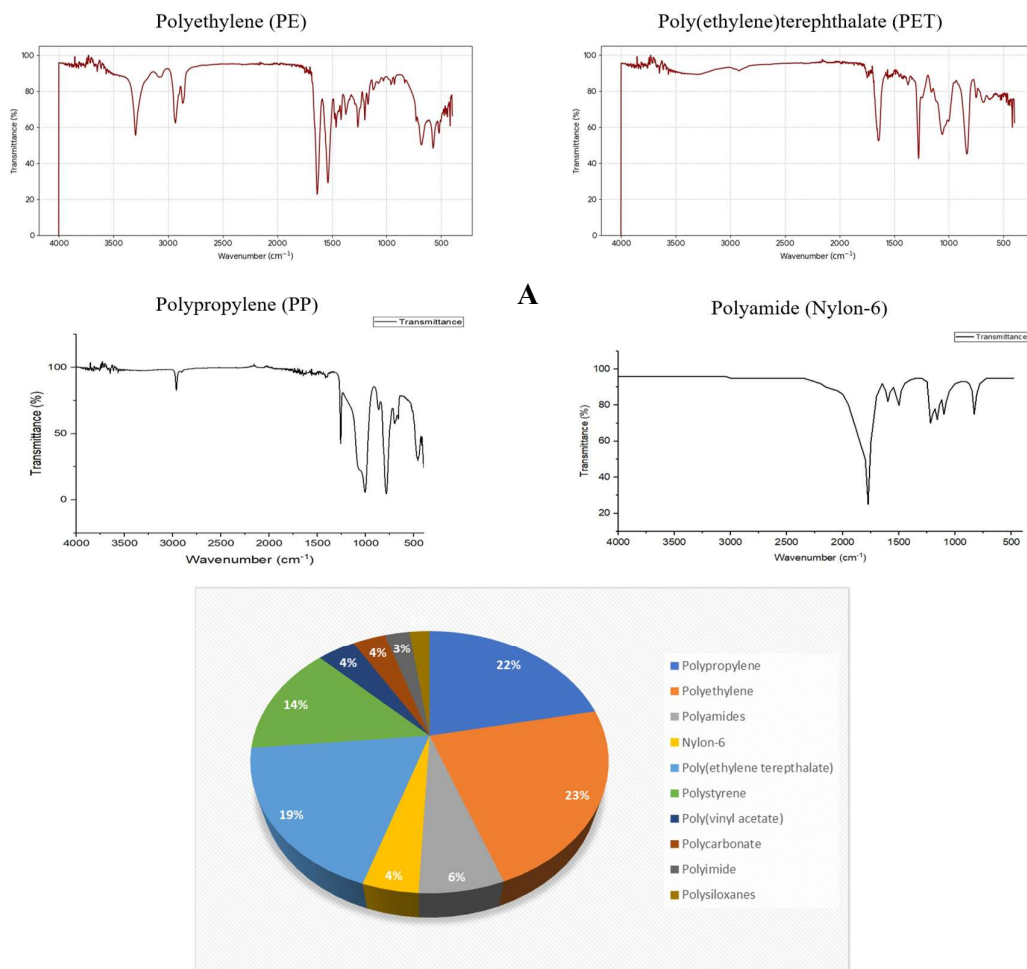 Polyethylene (PE)
100
80
60
40
20
0
Transmittance (%)
4000 3500 3000 2500 2000 1500 1000 500
Wavenumber (cm⁻¹)
Poly(ethylene)terephthalate (PET)
100
80
60
40
20
0
Transmittance (%)
4000 3500 3000 2500 2000 1500 1000 500
Wavenumber (cm⁻¹)
A
Polypropylene (PP)
Transmittance
100
50
0
Transmittance (%)
4000 3500 3000 2500 2000 1500 1000 500
Wavenumber (cm⁻¹)
Polyamide (Nylon-6)
Transmittance
100
80
60
40
20
Transmittance (%)
4000 3500 3000 2500 2000 1500 1000 500
Wavenumber (cm⁻¹)
22%
23%
6%
4%
19%
14%
4%
4%
3%
Polypropylene
Polyethylene
Polyamides
Nylon-6
Poly(ethylene terepthalate)
Polystyrene
Poly(vinyl acetate)
Polycarbonate
Polyimide
Polysiloxanes